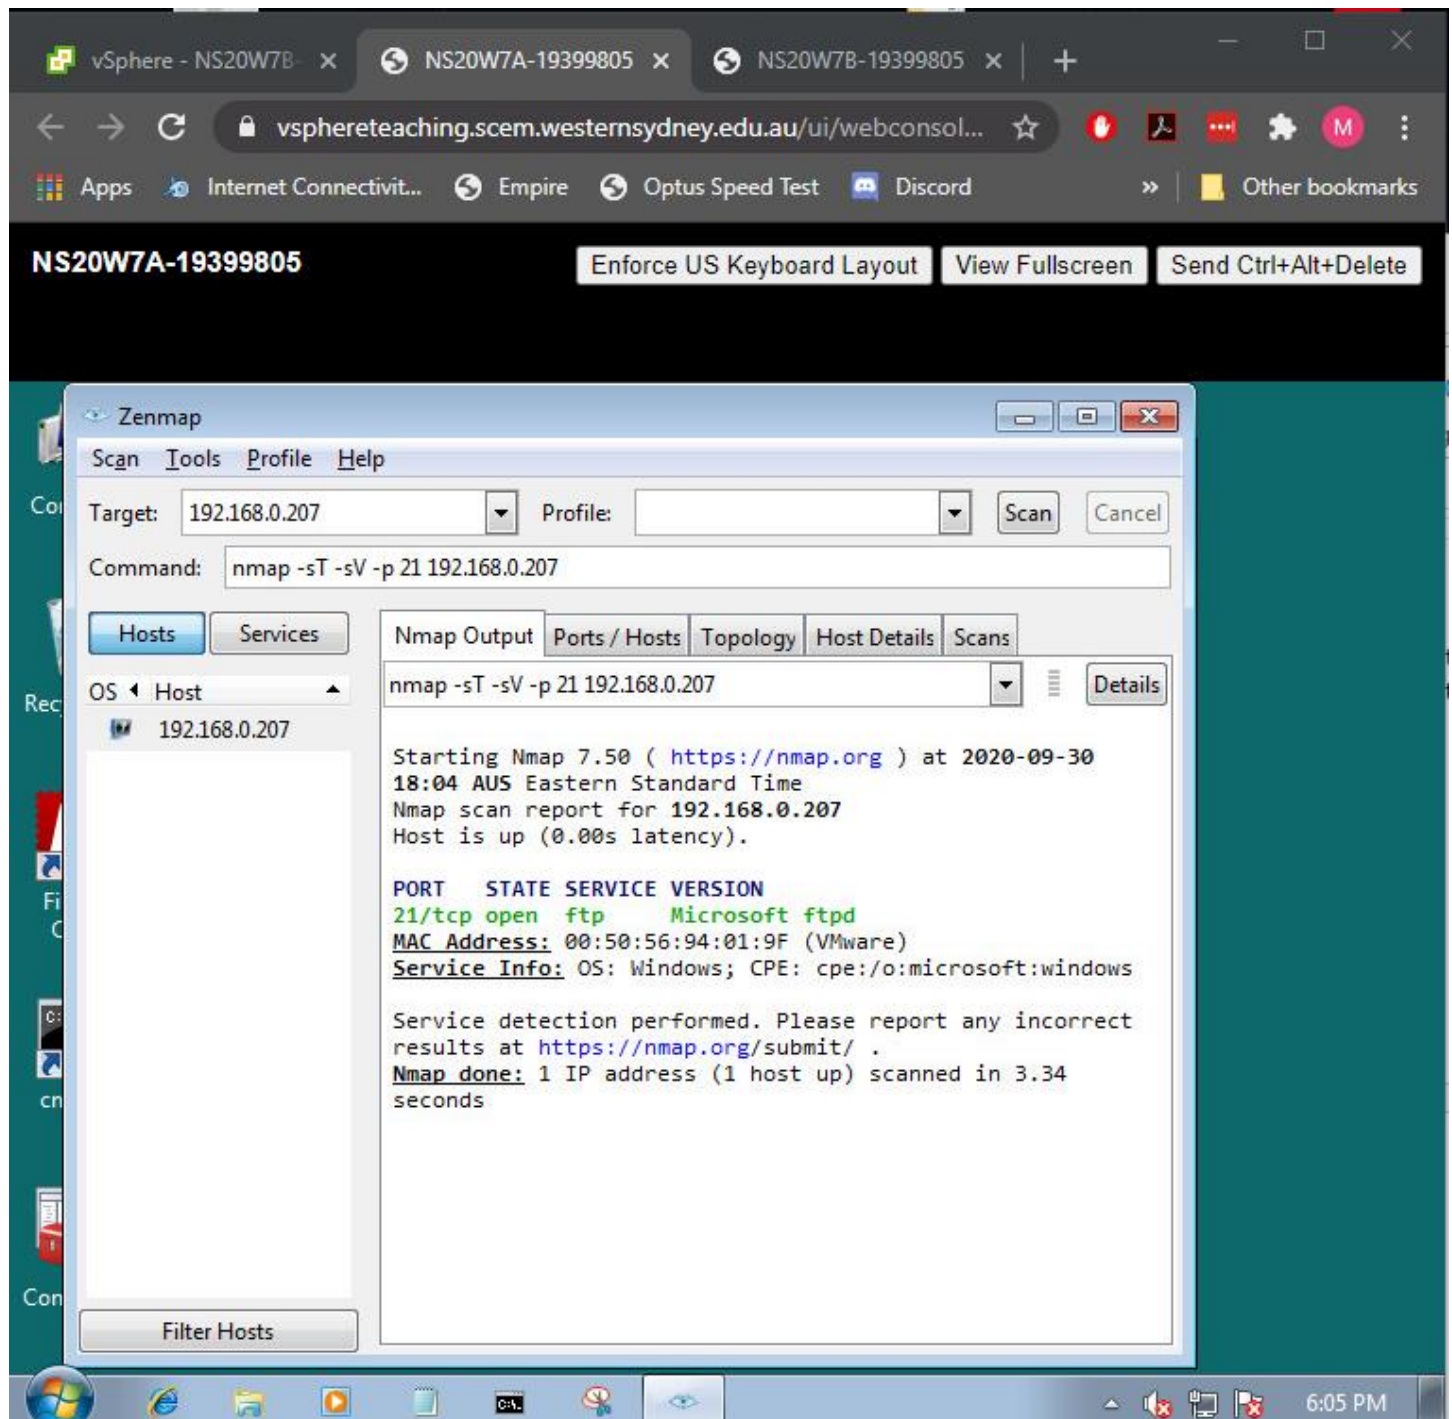 vSphere - NS20W7B-
NS20W7A-19399805
NS20W7B-19399805
vsphereteaching.scem.westernsydney.edu.au/ui/webconsol...
M
Apps
Internet Connectivit...
Empire
Optus Speed Test
Discord
»
Other bookmarks
NS20W7A-19399805
Enforce US Keyboard Layout
View Fullscreen
Send Ctrl+Alt+Delete
Zenmap
Scan Tools Profile Help
Target: 192.168.0.207 Profile: Scan Cancel
Command: nmap -sT -sV -p 21 192.168.0.207
Hosts Services
Nmap Output Ports / Hosts Topology Host Details Scans
OS Host
nmap -sT -sV -p 21 192.168.0.207 Details
192.168.0.207
Starting Nmap 7.50 ( https://nmap.org ) at 2020-09-30
18:04 AUS Eastern Standard Time
Nmap scan report for 192.168.0.207
Host is up (0.00s latency).
PORT STATE SERVICE VERSION
21/tcp open ftp Microsoft ftpd
MAC Address: 00:50:56:94:01:9F (VMware)
Service Info: OS: Windows; CPE: cpe:/o:microsoft:windows
Service detection performed. Please report any incorrect
results at https://nmap.org/submit/ .
Nmap done: 1 IP address (1 host up) scanned in 3.34
seconds
Filter Hosts
Rec
Fi
C
C:
cm
Con
C:\.
6:05 PM